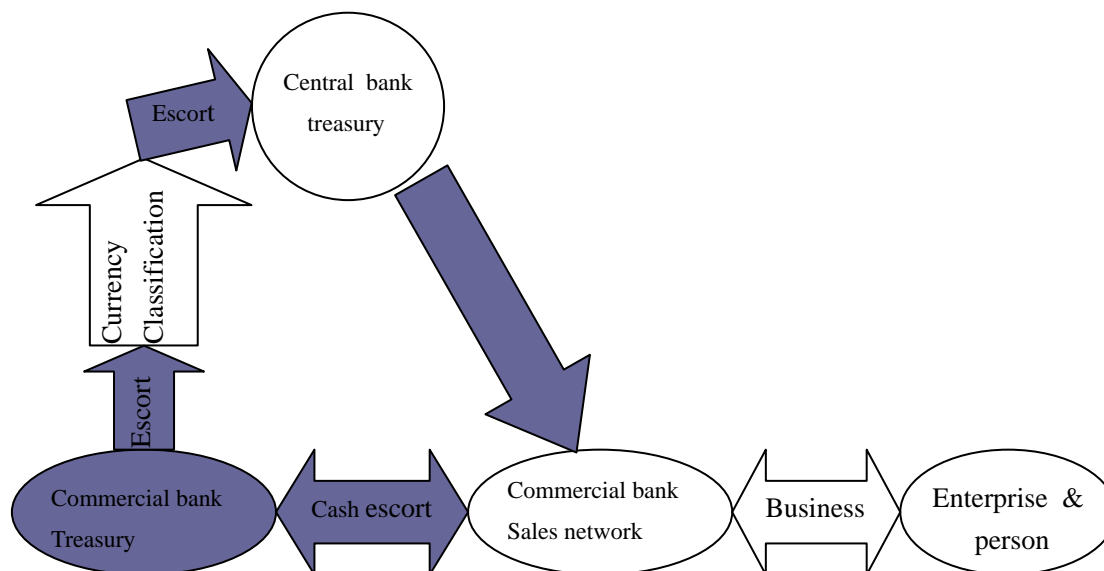 Central bank
treasury
Escort
Currency
Classification
Escort
Commercial bank
Treasury
Cash escort
Commercial bank
Sales network
Business
Enterprise &
person